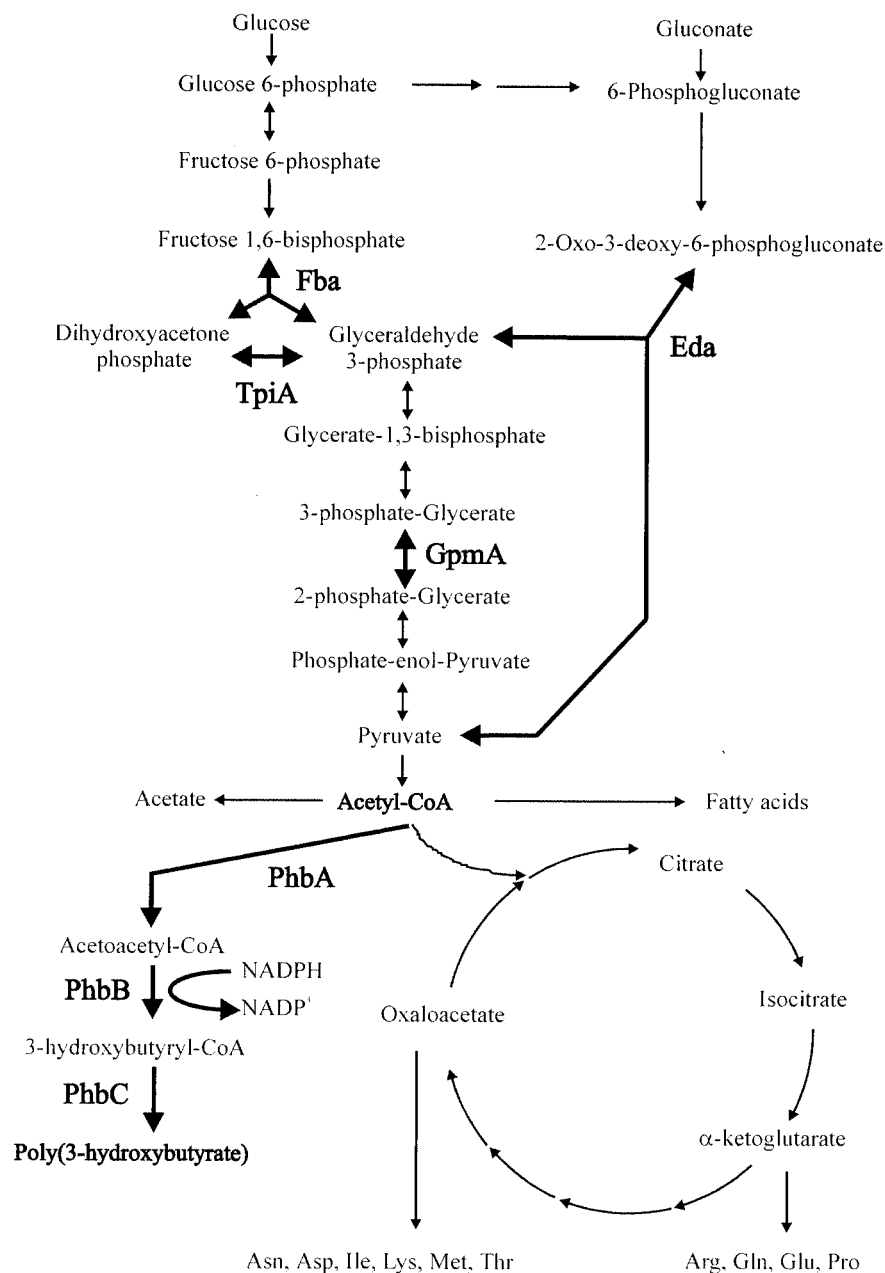 Glucose
Gluconate
Glucose 6-phosphate
6-Phosphogluconate
Fructose 6-phosphate
Fructose 1,6-bisphosphate
2-Oxo-3-deoxy-6-phosphogluconate
Fba
Dihydroxyacetone
phosphate
Glyceraldehyde
3-phosphate
Eda
TpiA
Glycerate-1,3-bisphosphate
3-phosphate-Glycerate
GpmA
2-phosphate-Glycerate
Phosphate-enol-Pyruvate
Pyruvate
Acetate
Acetyl-CoA
Fatty acids
PhbA
Citrate
Acetoacetyl-CoA
PhbB
NADPH
NADP⁺
Oxaloacetate
Isocitrate
3-hydroxybutyryl-CoA
PhbC
Poly(3-hydroxybutyrate)
α-ketoglutarate
Asn, Asp, Ile, Lys, Met, Thr
Arg, Gln, Glu, Pro